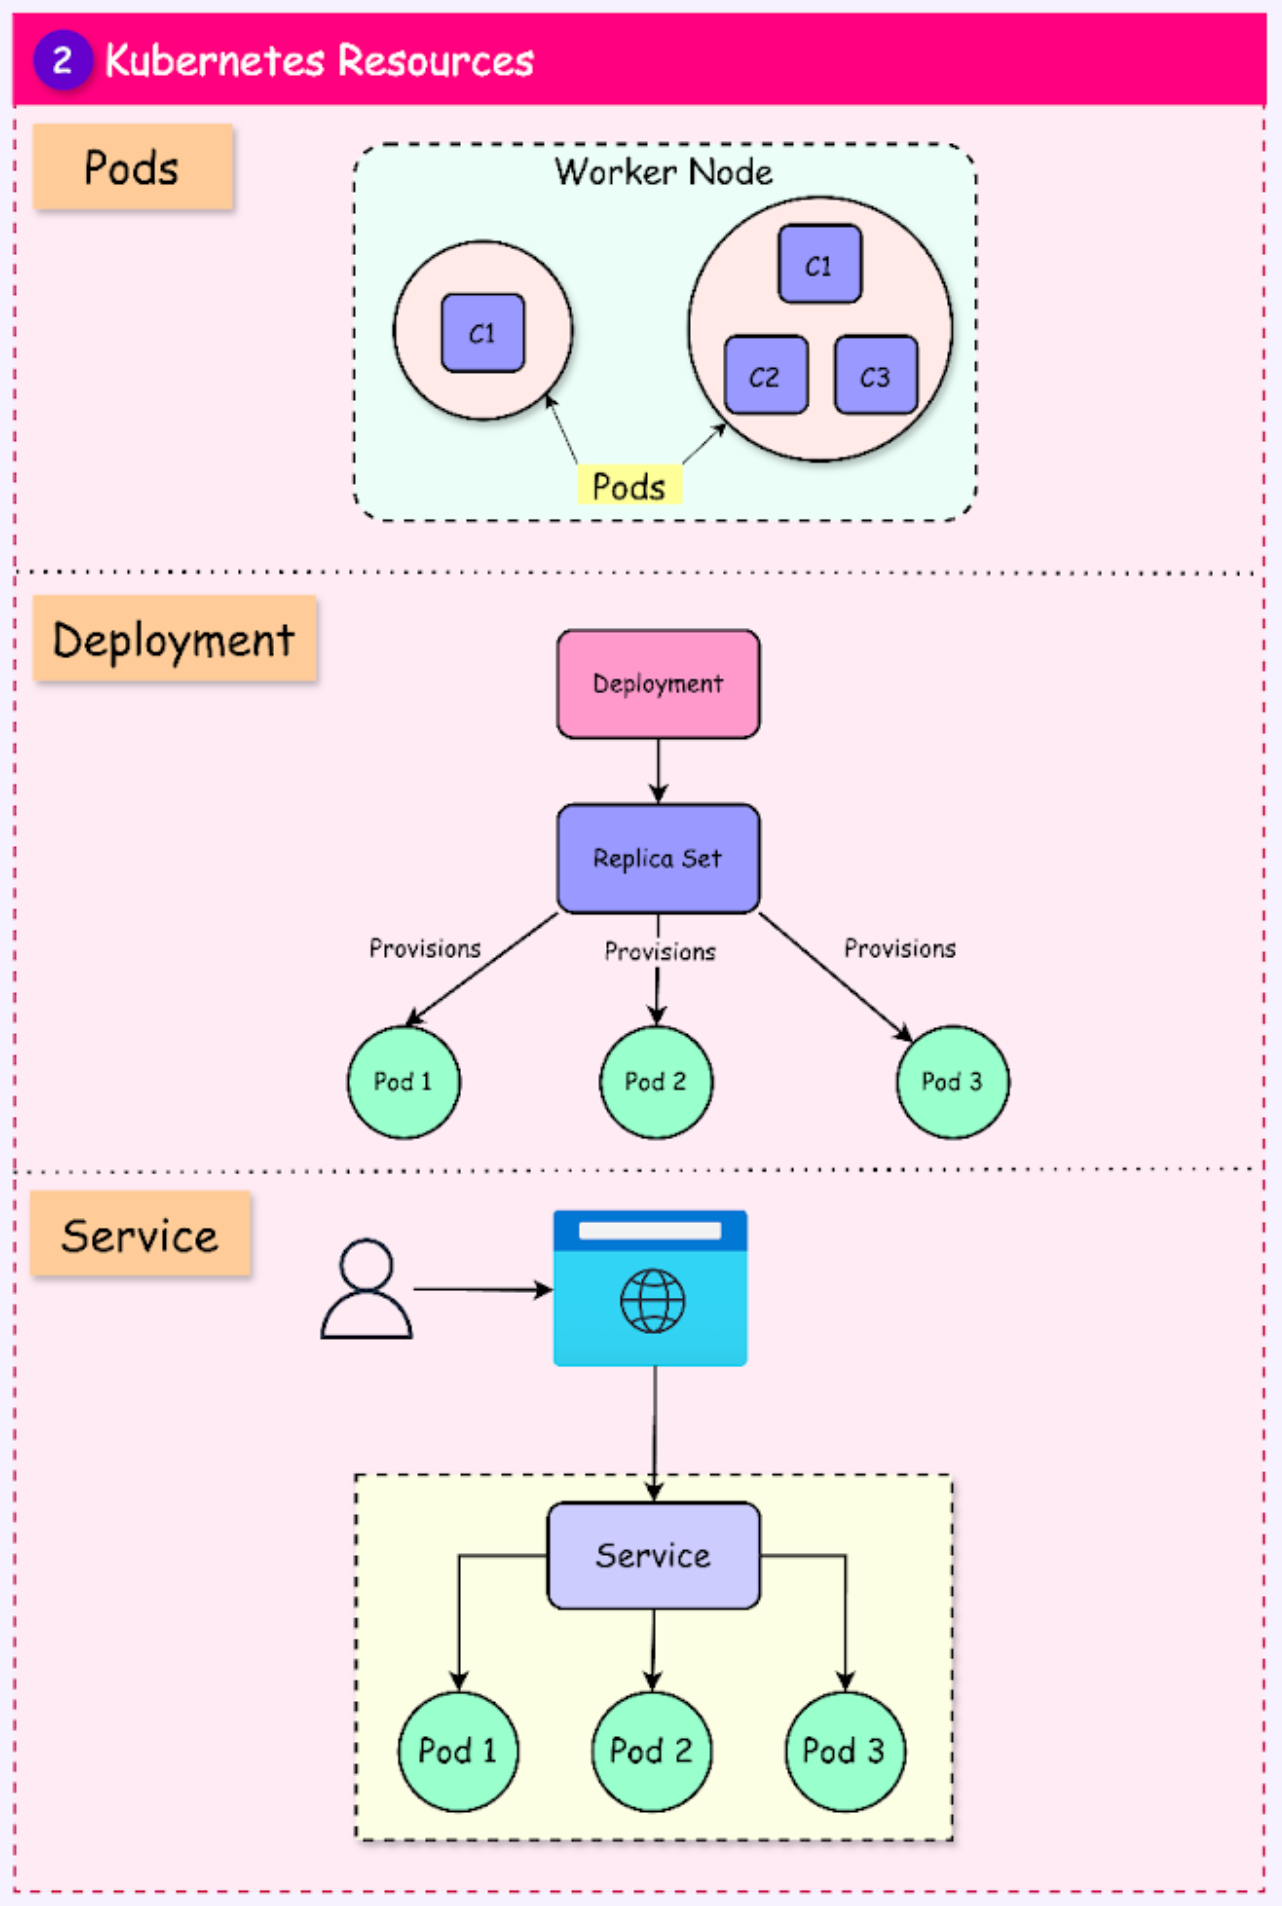 2 Kubernetes Resources
Pods
Worker Node
C1
C1
C2 C3
Pods
Deployment
Deployment
Replica Set
Provisions Provisions Provisions
Pod 1 Pod 2 Pod 3
Service
Service
Pod 1 Pod 2 Pod 3